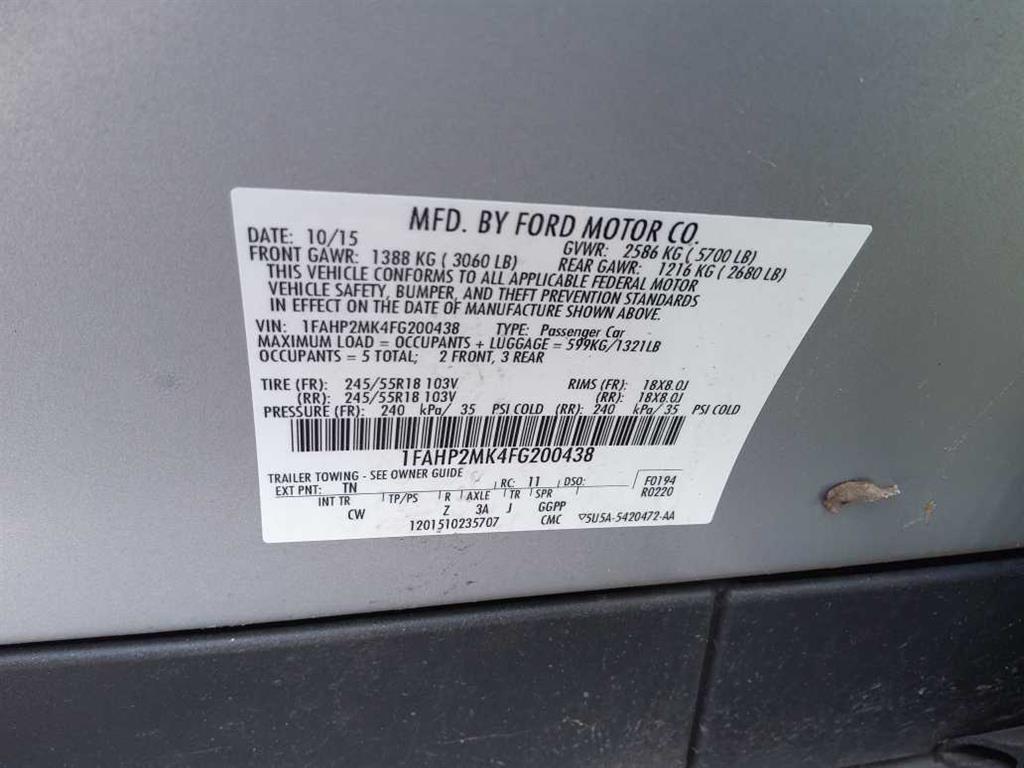 MFD. BY FORD MOTOR CO.
DATE: 10/15 GVWR: 2586 KG ( 5700 LB)
FRONT GAWR: 1388 KG ( 3060 LB) REAR GAWR: 1216 KG ( 2680 LB)
THIS VEHICLE CONFORMS TO ALL APPLICABLE FEDERAL MOTOR
VEHICLE SAFETY, BUMPER, AND THEFT PREVENTION STANDARDS
IN EFFECT ON THE DATE OF MANUFACTURE SHOWN ABOVE.
VIN: 1FAHP2MK4FG200438 TYPE: Passenger Car
MAXIMUM LOAD = OCCUPANTS + LUGGAGE = 599KG/1321LB
OCCUPANTS = 5 TOTAL; 2 FRONT, 3 REAR
TIRE (FR): 245/55R18 103V RIMS (FR): 18X8.0J
(RR): 245/55R18 103V (RR): 18X8.0J
PRESSURE (FR): 240 kPa/ 35 PSI COLD (RR): 240 kPa/ 35 PSI COLD
1FAHP2MK4FG200438
TRAILER TOWING - SEE OWNER GUIDE
EXT PNT: TN RC: 11 DSO: F0194
INT TR TP/PS R AXLE TR SPR R0220
CW Z 3A J GGPP
1201510235707 CMC ▽5U5A-5420472-AA